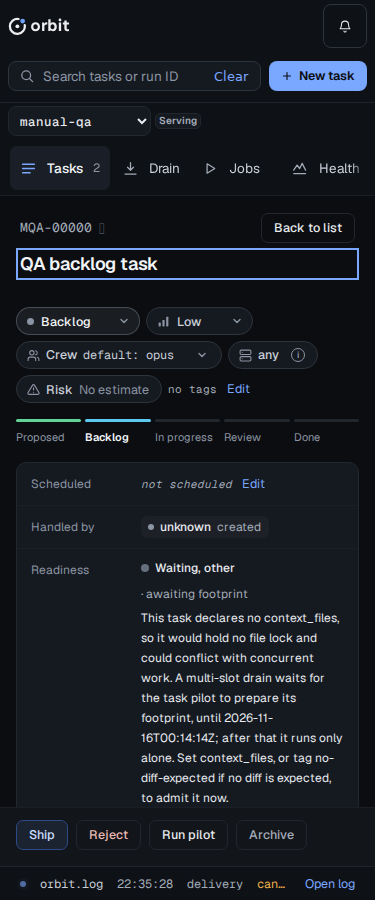 orbit
Search tasks or run ID Clear
+ New task
manual-qa Serving
Tasks 2 Drain Jobs Health
MQA-00000 Back to list
QA backlog task
Backlog Low
Crew default: opus any
Risk No estimate no tags Edit
Proposed Backlog In progress Review Done
Scheduled not scheduled Edit
Handled by unknown created
Readiness Waiting, other
· awaiting footprint
This task declares no context_files,
so it would hold no file lock and
could conflict with concurrent
work. A multi-slot drain waits for
the task pilot to prepare its
footprint, until 2026-11-
16T00:14:14Z; after that it runs only
alone. Set context_files, or tag no-
diff-expected if no diff is expected,
to admit it now.
Ship Reject Run pilot Archive
orbit.log 22:35:28 delivery can… Open log